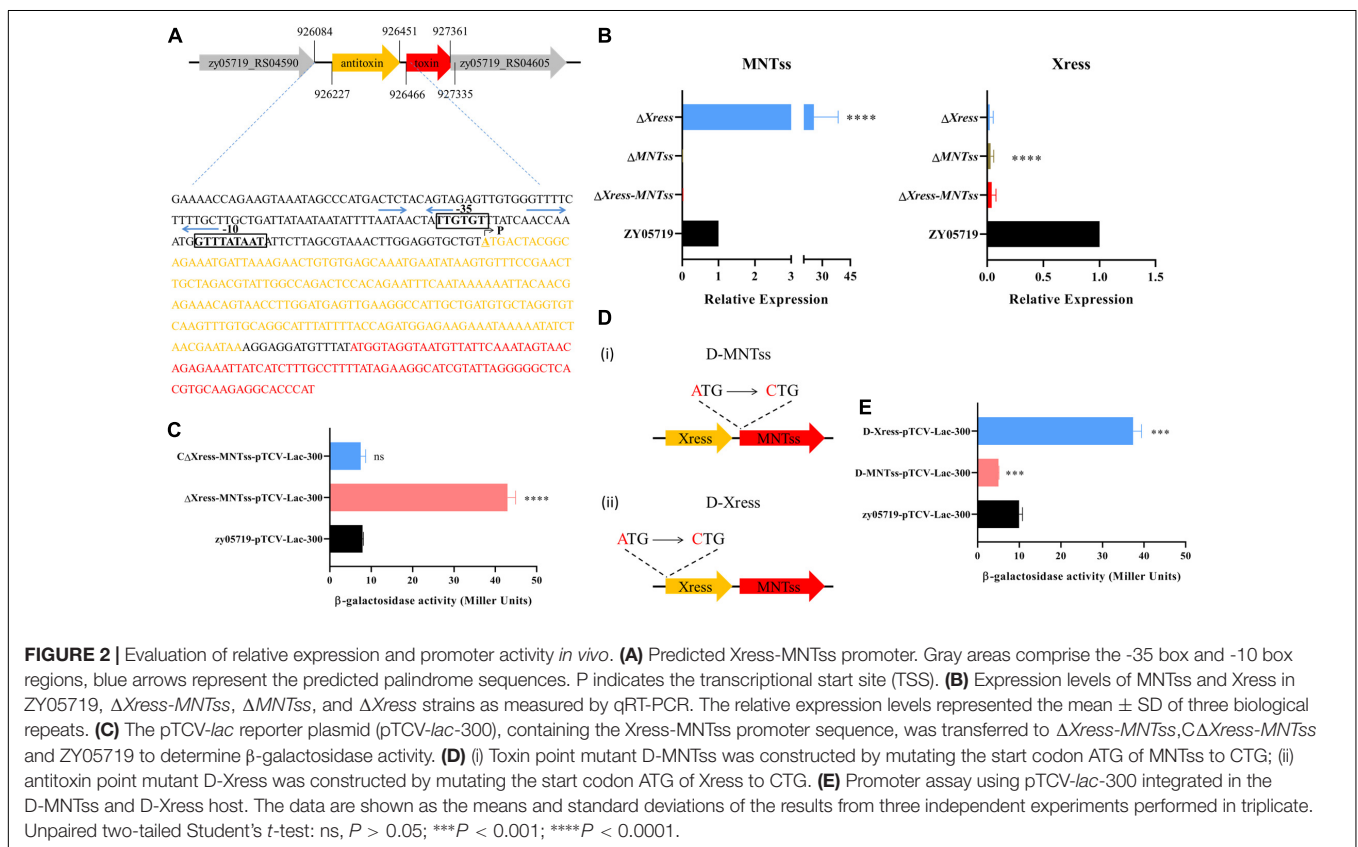 A
926084
926451
927361
zy05719_RS04590
antitoxin
toxin
zy05719_RS04605
926227
926466
927335
GAAAACCAGAAGTAAATAGCCCATGACTCTACAGTAGAGTTGTGGGTTTTC
-35
TTTTGCTTGCTGATTATAATAATATTTTAATAACTATTGTGTTTATCAACCAA
-10
P
ATGGTTTATAATATTCTTAGCGTAAACTTGGAGGTGCTGTATGACTACGGC
AGAAATGATTAAAGAACTGTGTGAGCAAATGAATATAAGTGTTTCCGAACT
TGCTAGACGTATTGGCCAGACTCCACAGAATTTCAATAAAAAATTACAACG
AGAAACAGTAACCTTGGATGAGTTGAAGGCCATTGCTGATGTGCTAGGTGT
CAAGTTTGTGCAGGCATTTATTTTACCAGATGGAGAAGAAATAAAAATATCT
AACGAATAAAGGAGGATGTTTATATGGTAGGTAATGTTATTCAAATAGTAAC
AGAGAAATTATCATCTTTGCCTTTTATAGAAGGCATCGTATTAGGGGGCTCA
CGTGCAAGAGGCACCCAT
B
MNTss
ΔXress
****
ΔMNTss
ΔXress-MNTss
ZY05719
0 1 2 3 30 45
Relative Expression
Xress
ΔXress
ΔMNTss
****
ΔXress-MNTss
ZY05719
0.0 0.5 1.0 1.5
Relative Expression
C
CΔXress-MNTss-pTCV-Lac-300
ns
ΔXress-MNTss-pTCV-Lac-300
****
zy05719-pTCV-Lac-300
0 10 20 30 40 50
β-galactosidase activity (Miller Units)
D
(i)
D-MNTss
ATG CTG
Xress MNTss
(ii)
D-Xress
ATG CTG
Xress MNTss
E
D-Xress-pTCV-Lac-300
***
D-MNTss-pTCV-Lac-300
***
zy05719-pTCV-Lac-300
0 10 20 30 40 50
β-galactosidase activity (Miller Units)
FIGURE 2 | Evaluation of relative expression and promoter activity in vivo. (A) Predicted Xress-MNTss promoter. Gray areas comprise the -35 box and -10 box
regions, blue arrows represent the predicted palindrome sequences. P indicates the transcriptional start site (TSS). (B) Expression levels of MNTss and Xress in
ZY05719, ΔXress-MNTss, ΔMNTss, and ΔXress strains as measured by qRT-PCR. The relative expression levels represented the mean ± SD of three biological
repeats. (C) The pTCV-lac reporter plasmid (pTCV-lac-300), containing the Xress-MNTss promoter sequence, was transferred to ΔXress-MNTss,CΔXress-MNTss
and ZY05719 to determine β-galactosidase activity. (D) (i) Toxin point mutant D-MNTss was constructed by mutating the start codon ATG of MNTss to CTG; (ii)
antitoxin point mutant D-Xress was constructed by mutating the start codon ATG of Xress to CTG. (E) Promoter assay using pTCV-lac-300 integrated in the
D-MNTss and D-Xress host. The data are shown as the means and standard deviations of the results from three independent experiments performed in triplicate.
Unpaired two-tailed Student's t-test: ns, P > 0.05; ***P < 0.001; ****P < 0.0001.